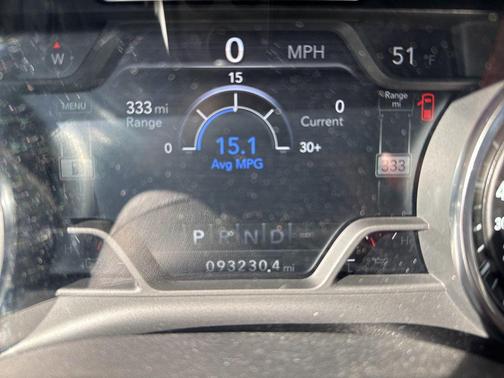 W 0 MPH 51 °F
15
MENU 333 mi 0 Range
Range Current mi
0 15.1 30+
Avg MPG 333
P R N D
093230.4 mi